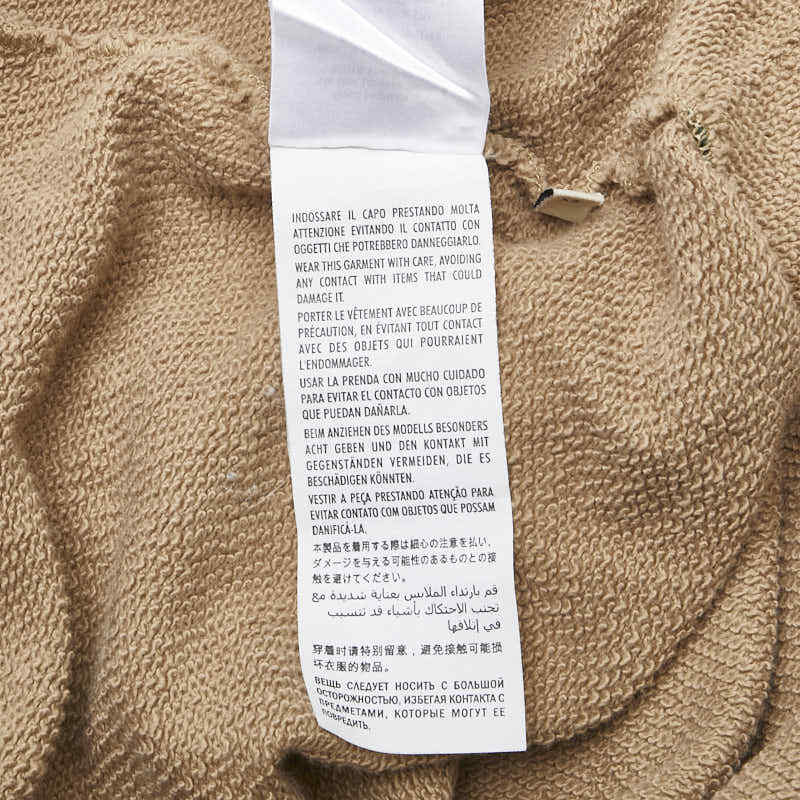 INDOSSARE IL CAPO PRESTANDO MOLTA
ATTENZIONE EVITANDO IL CONTATTO CON
OGGETTI CHE POTREBBERO DANNEGGIARLO.
WEAR THIS GARMENT WITH CARE, AVOIDING
ANY CONTACT WITH ITEMS THAT COULD
DAMAGE IT.
PORTER LE VÊTEMENT AVEC BEAUCOUP DE
PRÉCAUTION, EN ÉVITANT TOUT CONTACT
AVEC DES OBJETS QUI POURRAIENT
L'ENDOMMAGER.
USAR LA PRENDA CON MUCHO CUIDADO
PARA EVITAR EL CONTACTO CON OBJETOS
QUE PUEDAN DAÑARLA.
BEIM ANZIEHEN DES MODELLS BESONDERS
ACHT GEBEN UND DEN KONTAKT MIT
GEGENSTÄNDEN VERMEIDEN, DIE ES
BESCHÄDIGEN KÖNNTEN.
VESTIR A PEÇA PRESTANDO ATENÇÃO PARA
EVITAR CONTATO COM OBJETOS QUE POSSAM
DANIFICÁ-LA.
本製品を着用する際は細心の注意を払い、
ダメージを与える可能性のあるものとの接
触を避けてください。
قم بارتداء الملابس بعناية شديدة مع
تجنب الاحتكاك بأشياء قد تتسبب
في إتلافها
穿着时请特别留意，避免接触可能损
坏衣服的物品。
ВЕЩЬ СЛЕДУЕТ НОСИТЬ С БОЛЬШОЙ
ОСТОРОЖНОСТЬЮ, ИЗБЕГАЯ КОНТАКТА С
ПРЕДМЕТАМИ, КОТОРЫЕ МОГУТ ЕЕ
ПОВРЕДИТЬ.